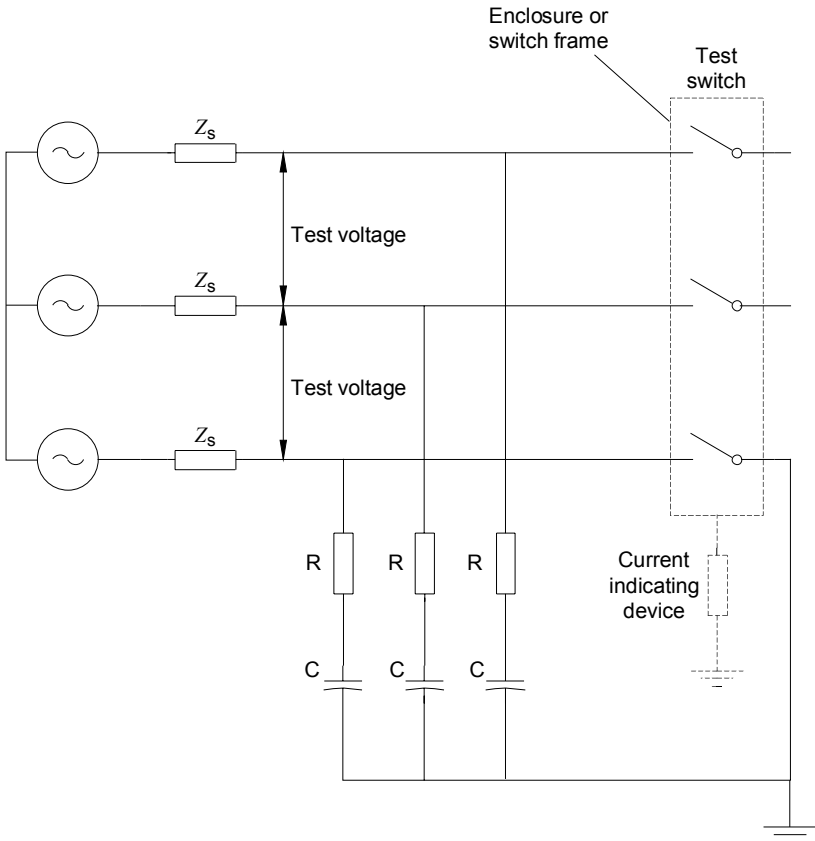 Enclosure or
switch frame
Test
switch
Zs
Test voltage
Zs
Test voltage
Zs
R
R
R
Current
indicating
device
C
C
C